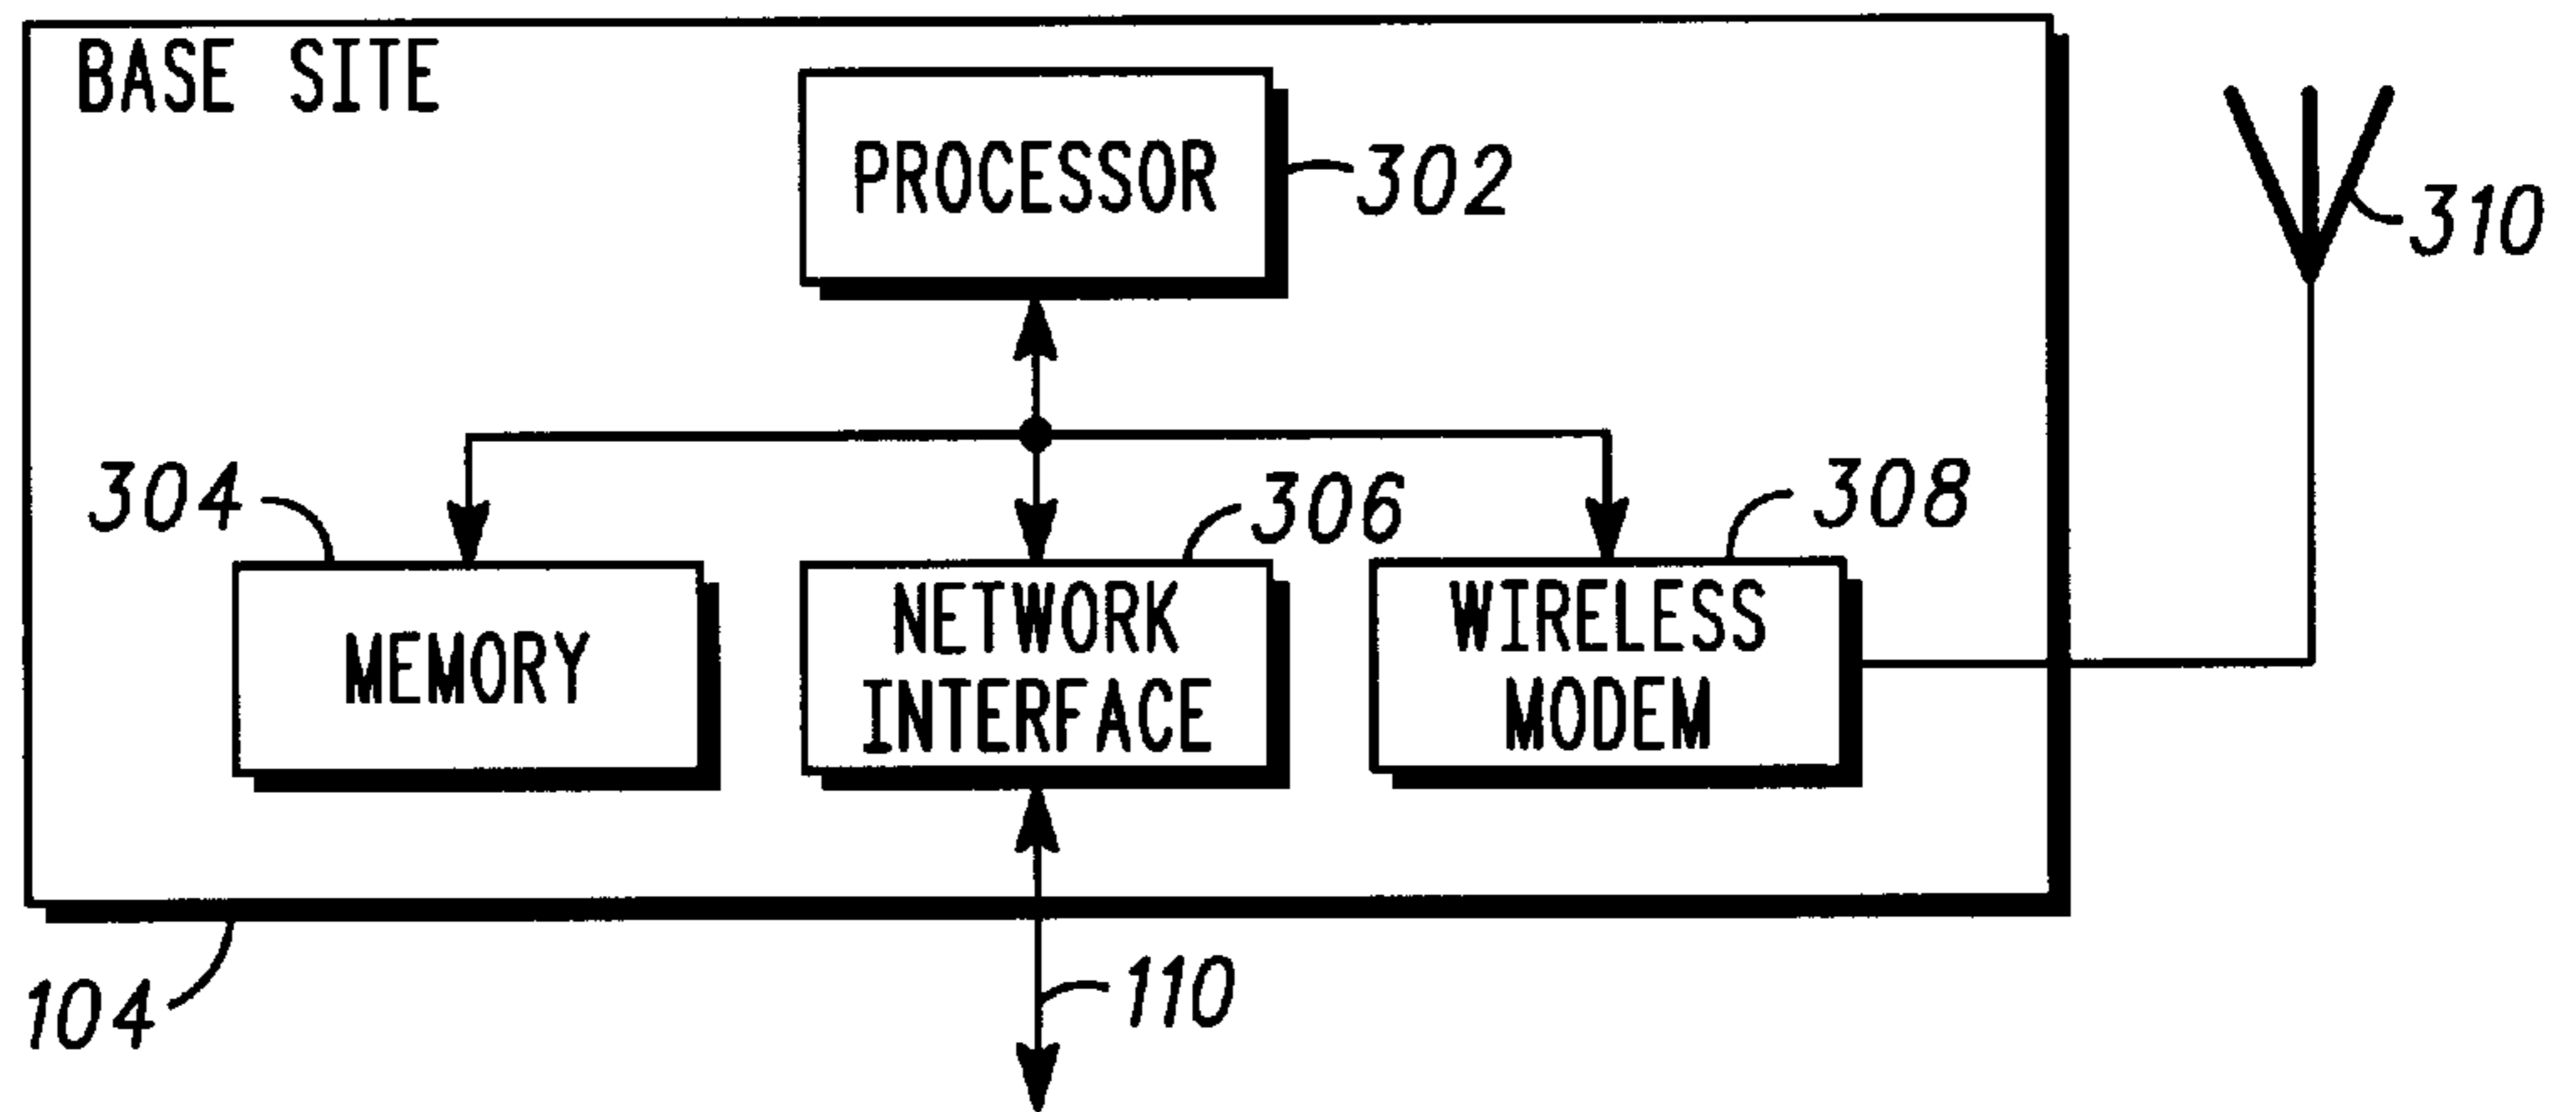 BASE SITE
PROCESSOR
302
310
304
306
308
MEMORY
NETWORK
INTERFACE
WIRELESS
MODEM
104
110